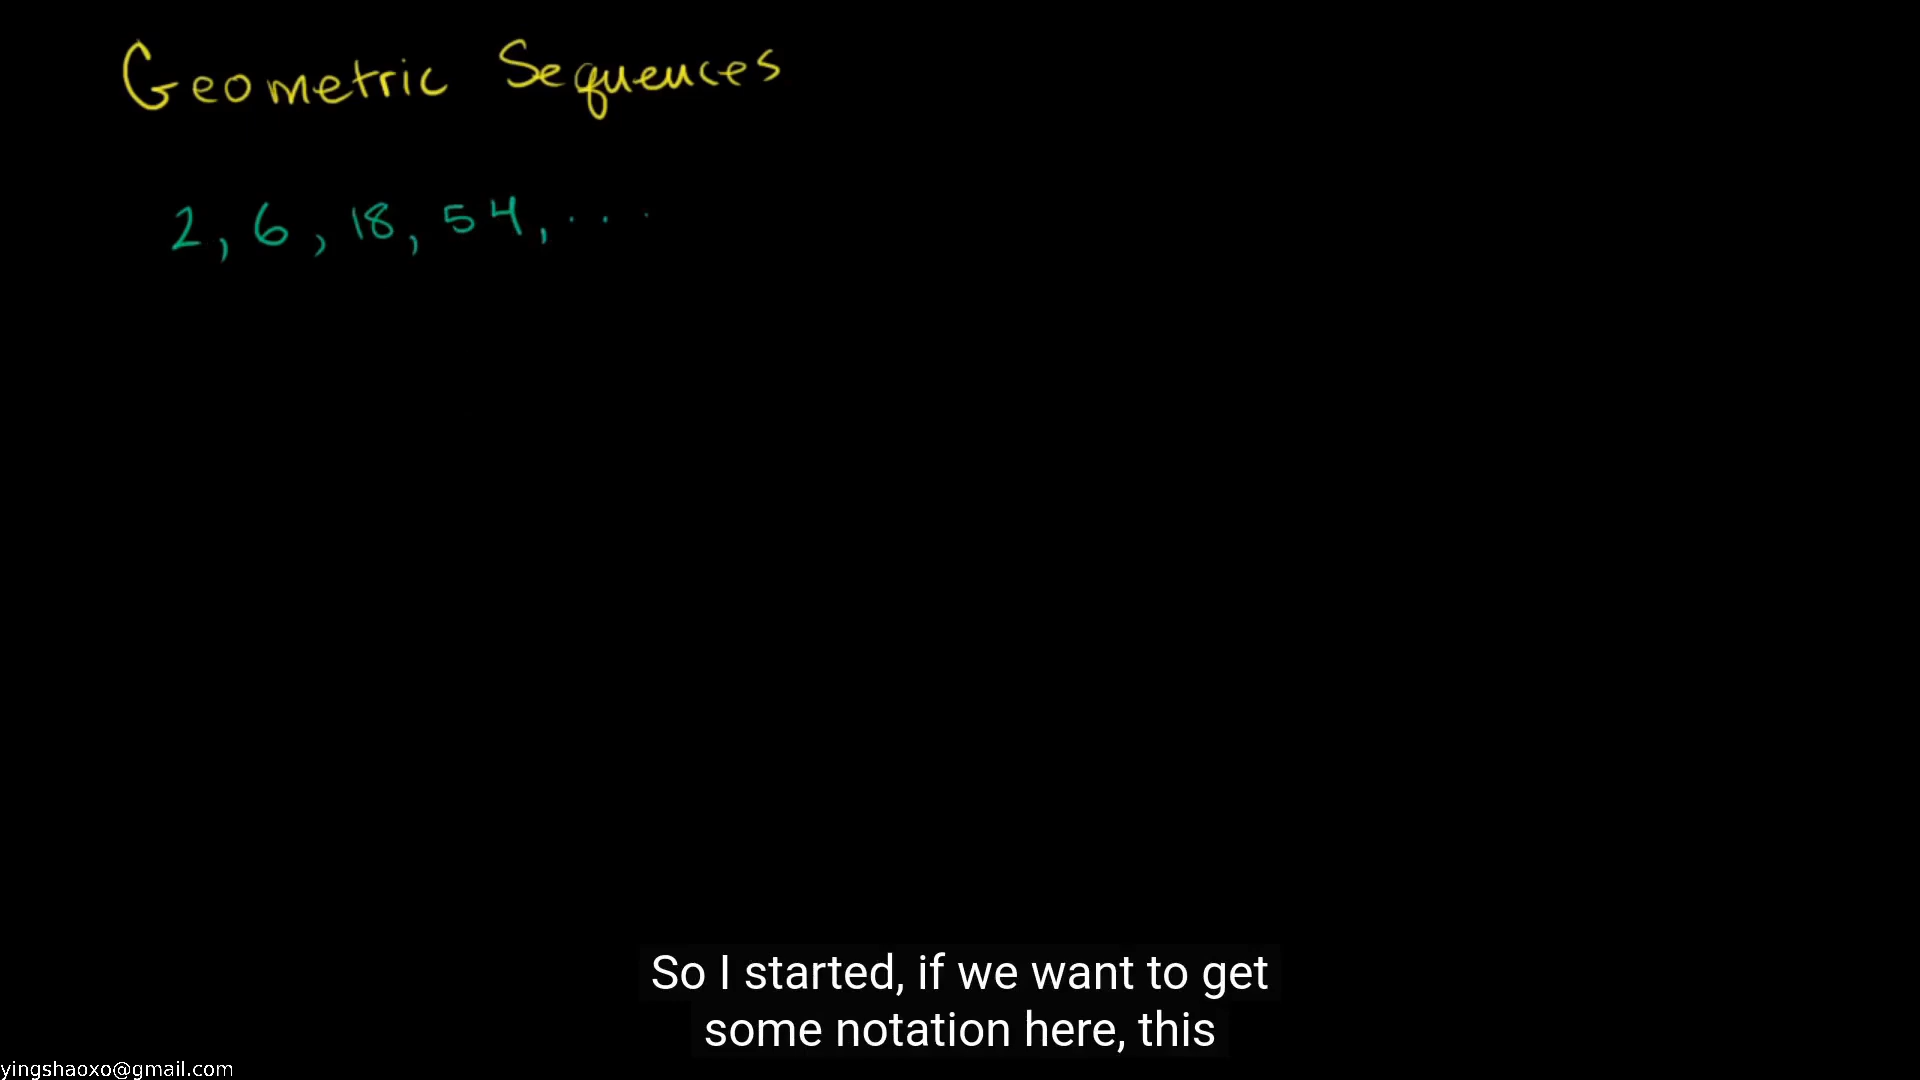 Geometric Sequences
2, 6, 18, 54, ...
So I started, if we want to get
some notation here, this
yingshaoxo@gmail.com